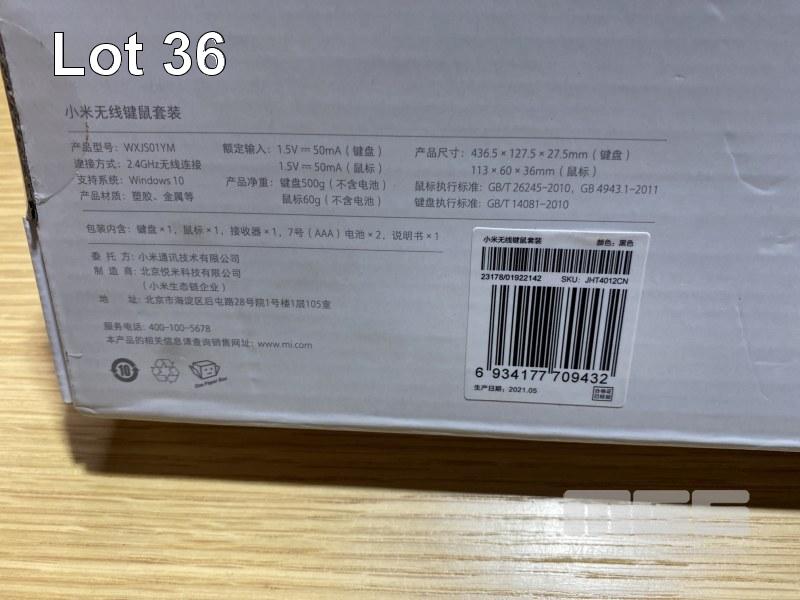 Lot 36
小米无线键鼠套装
产品型号：WXJS01YM
连接方式：2.4GHz无线连接
支持系统：Windows 10
产品材质：塑胶、金属等
额定输入：1.5V⎓50mA（键盘）
1.5V⎓50mA（鼠标）
产品净重：键盘500g（不含电池）
鼠标60g（不含电池）
产品尺寸：436.5×127.5×27.5mm（键盘）
113×60×36mm（鼠标）
鼠标执行标准：GB/T 26245-2010、GB 4943.1-2011
键盘执行标准：GB/T 14081-2010
包装内含：键盘×1，鼠标×1，接收器×1，7号（AAA）电池×2，说明书×1
委 托 方：小米通讯技术有限公司
制 造 商：北京悦米科技有限公司
（小米生态链企业）
地 址：北京市海淀区后屯路28号院1号楼1层105室
服务电话：400-100-5678
本产品的相关信息请查询销售网址：www.mi.com
10
One Paper Box
小米无线键鼠套装 颜色：黑色
23178/01922142 SKU: JHT4012CN
6 934177 709432
生产日期：2021.05
合格证
已检验